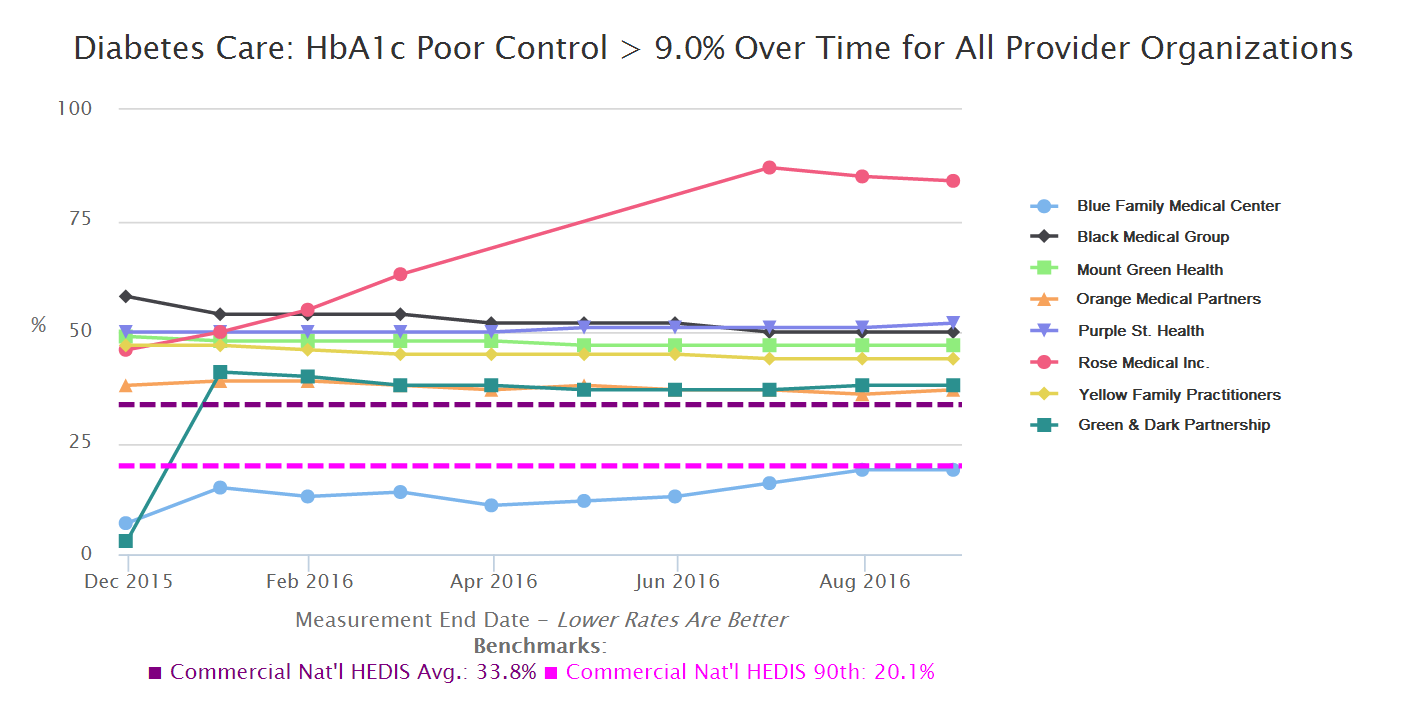 Diabetes Care: HbA1c Poor Control > 9.0% Over Time for All Provider Organizations
100
75
%
50
25
0
Dec 2015
Feb 2016
Apr 2016
Jun 2016
Aug 2016
Measurement End Date – Lower Rates Are Better
Benchmarks:
Commercial Nat'l HEDIS Avg.: 33.8% Commercial Nat'l HEDIS 90th: 20.1%
Blue Family Medical Center
Black Medical Group
Mount Green Health
Orange Medical Partners
Purple St. Health
Rose Medical Inc.
Yellow Family Practitioners
Green & Dark Partnership